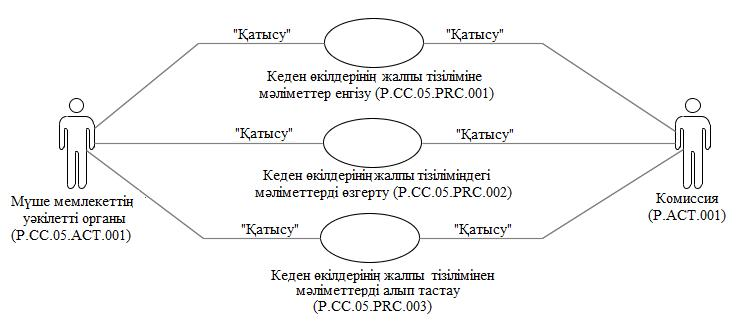 "Қатысу" "Қатысу"
Кеден өкілдерінің жалпы тізіліміне
мәліметтер енгізу (P.CC.05.PRC.001)
"Қатысу" "Қатысу"
Кеден өкілдерінің жалпы тізіліміндегі
мәліметтерді өзгерту (P.CC.05.PRC.002)
Мүше мемлекеттің
уәкілетті органы
(P.CC.05.ACT.001)
Комиссия
(P.ACT.001)
"Қатысу" "Қатысу"
Кеден өкілдерінің жалпы тізілімінен
мәліметтерді алып тастау
(P.CC.05.PRC.003)